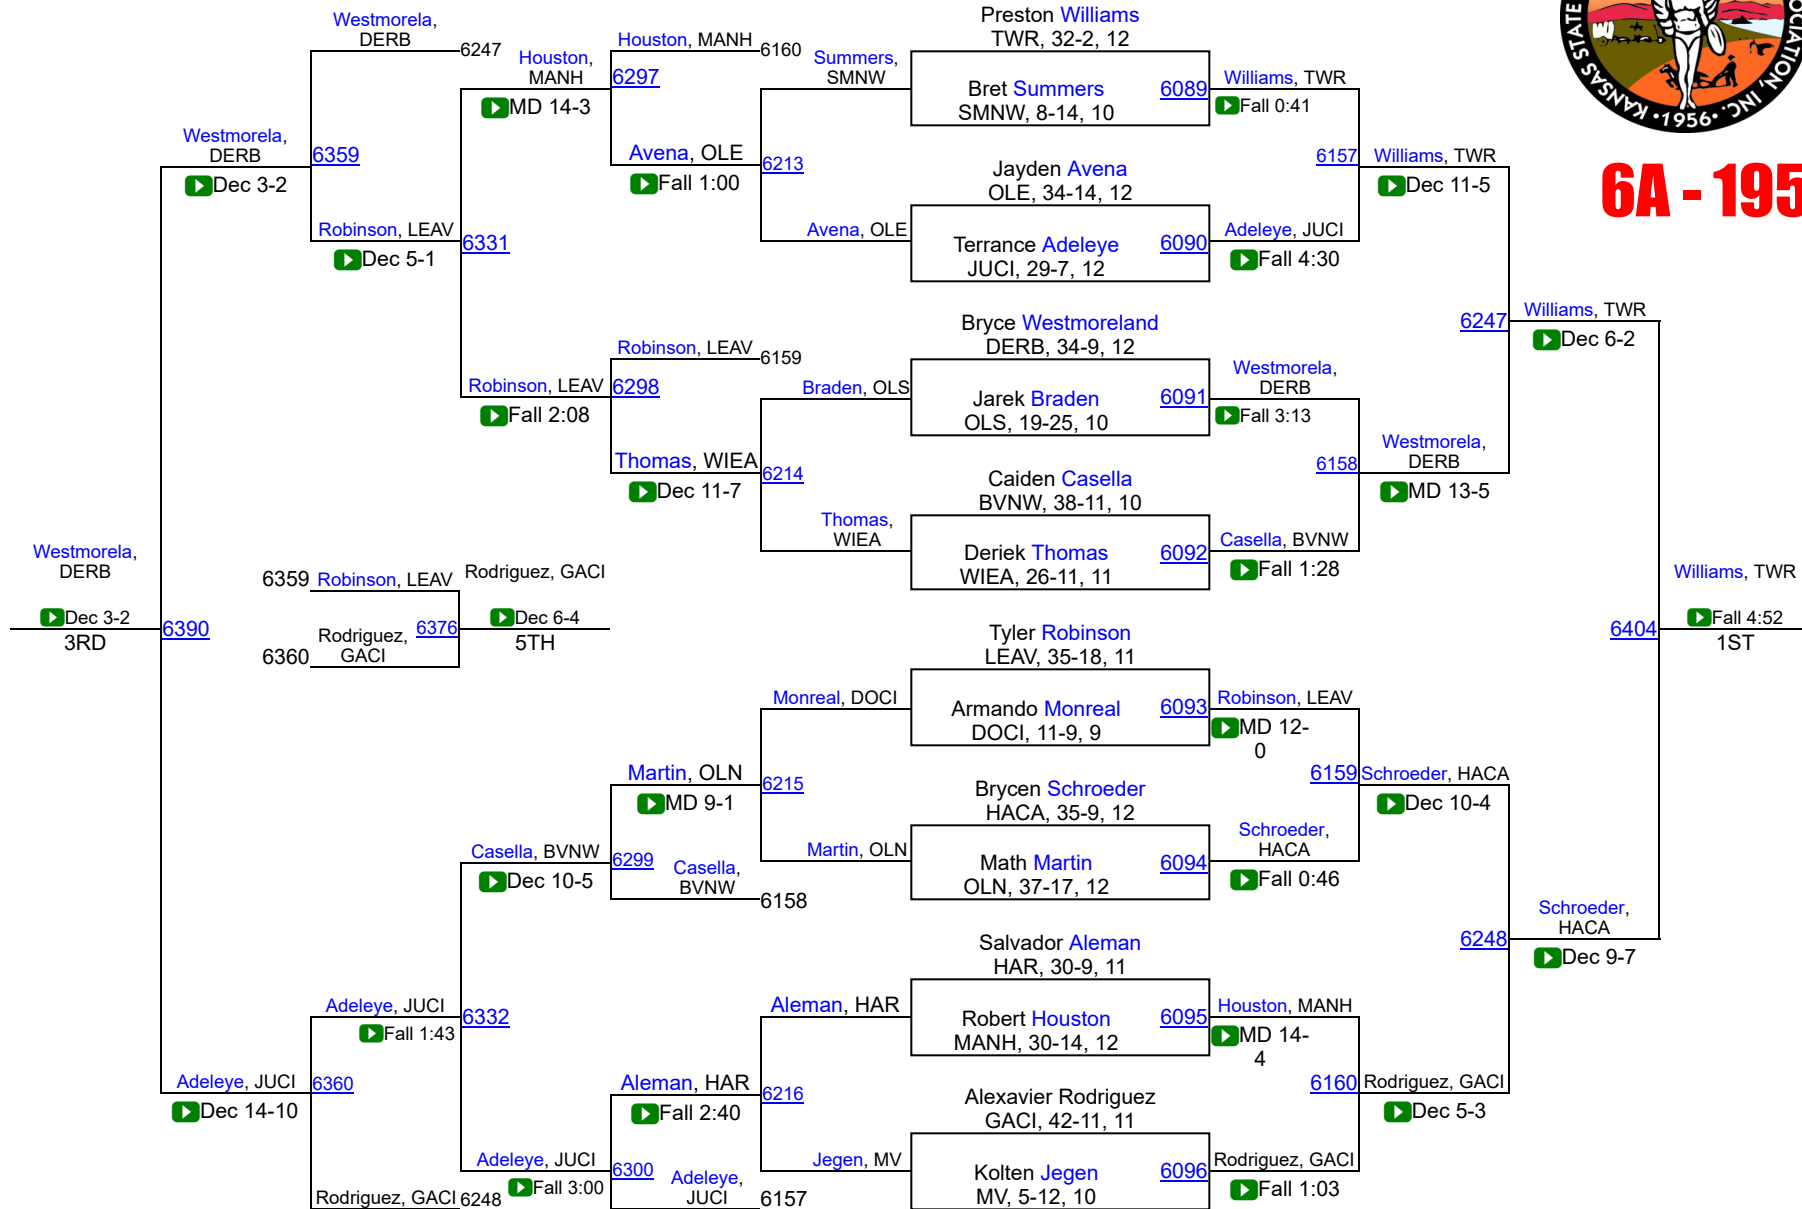 Westmorela,
DERB
6247
Houston,
MANH
MD 14-3
Houston, MANH
6160
6297
Summers,
SMNW
Preston Williams
TWR, 32-2, 12
Bret Summers
SMNW, 8-14, 10
6089
Williams, TWR
Fall 0:41
KANSAS STATE
OCIATION, INC.
•1956•
6A - 195
Westmorela,
DERB
Dec 3-2
6359
Avena, OLE
Fall 1:00
6213
Jayden Avena
OLE, 34-14, 12
Terrance Adeleye
JUCI, 29-7, 12
6090
Avena, OLE
Adeleye, JUCI
Fall 4:30
6157
Williams, TWR
Dec 11-5
Robinson, LEAV
Dec 5-1
6331
Bryce Westmoreland
DERB, 34-9, 12
Jarek Braden
OLS, 19-25, 10
6091
Westmorela,
DERB
Fall 3:13
6247
Williams, TWR
Dec 6-2
Robinson, LEAV
6159
Robinson, LEAV
Fall 2:08
6298
Braden, OLS
Thomas, WIEA
Dec 11-7
6214
Thomas,
WIEA
Caiden Casella
BVNW, 38-11, 10
Deriek Thomas
WIEA, 26-11, 11
6092
Casella, BVNW
Fall 1:28
6158
Westmorela,
DERB
MD 13-5
Westmorela,
DERB
Dec 3-2
3RD
6390
6359
Robinson, LEAV
Rodriguez,
GACI
6360
6376
Rodriguez, GACI
Dec 6-4
5TH
Tyler Robinson
LEAV, 35-18, 11
Armando Monreal
DOCI, 11-9, 9
6093
Robinson, LEAV
MD 12-
0
6404
Williams, TWR
Fall 4:52
1ST
Monreal, DOCI
Martin, OLN
MD 9-1
6215
Martin, OLN
Brycen Schroeder
HACA, 35-9, 12
Math Martin
OLN, 37-17, 12
6094
Schroeder,
HACA
Fall 0:46
6159
Schroeder, HACA
Dec 10-4
Casella, BVNW
Dec 10-5
6299
Casella,
BVNW
6158
Salvador Aleman
HAR, 30-9, 11
Robert Houston
MANH, 30-14, 12
6095
Houston, MANH
MD 14-
4
6248
Schroeder,
HACA
Dec 9-7
Adeleye, JUCI
Fall 1:43
6332
Aleman, HAR
Adeleye, JUCI
Dec 14-10
6360
Aleman, HAR
Fall 2:40
6216
Alexavier Rodriguez
GACI, 42-11, 11
Kolten Jegen
MV, 5-12, 10
6096
Rodriguez, GACI
Fall 1:03
6160
Rodriguez, GACI
Dec 5-3
Jegen, MV
Adeleye, JUCI
Fall 3:00
6300
Adeleye,
JUCI
6157
Rodriguez, GACI
6248